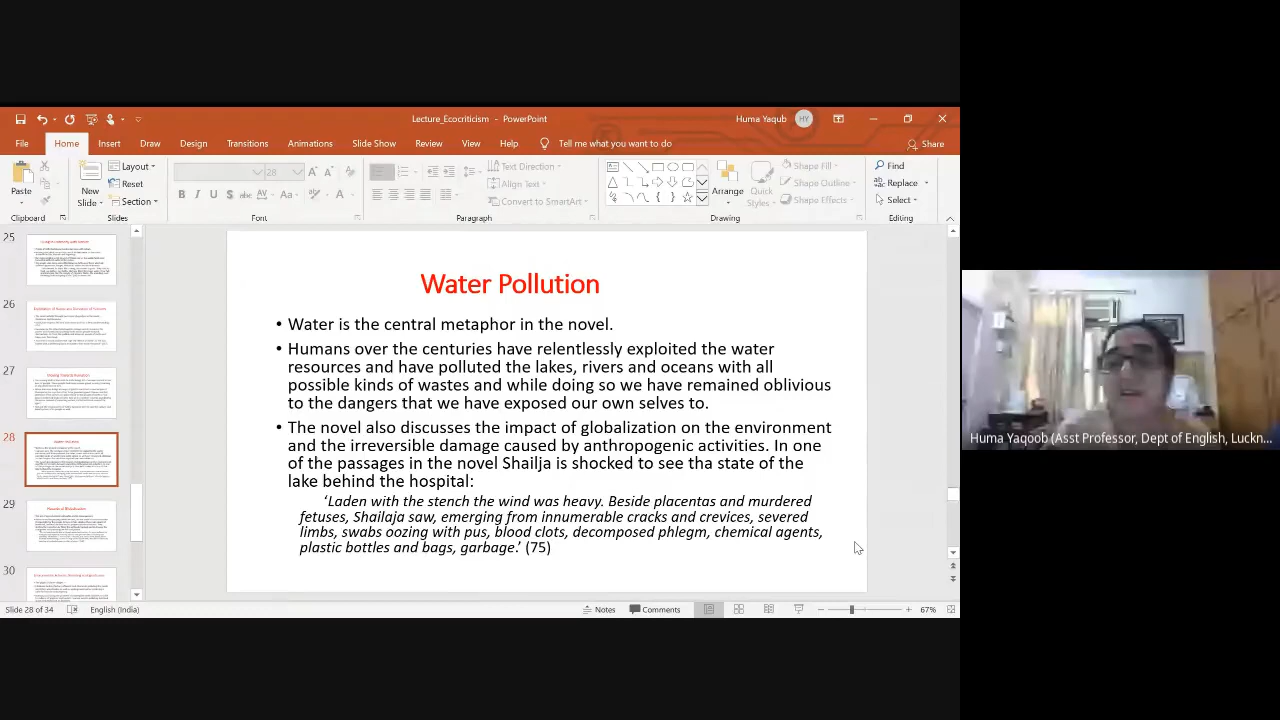 Lecture_Ecocriticism - PowerPoint
Huma Yaqub
HY
File Home Insert Draw Design Transitions Animations Slide Show Review View Help Tell me what you want to do
Share
Paste
Clipboard
New
Slide
Layout
Reset
Section
Slides
28
Font
Text Direction
Align Text
Convert to SmartArt
Paragraph
Arrange
Quick
Styles
Shape Fill
Shape Outline
Shape Effects
Drawing
Find
Replace
Select
Editing
25
26
27
28
29
30
Water Pollution
• Water is the central metaphor in the novel.
• Humans over the centuries have relentlessly exploited the water
resources and have polluted the lakes, rivers and oceans with all
possible kinds of wastes and while doing so we have remained oblivious
to the dangers that we have exposed our own selves to.
• The novel also discusses the impact of globalization on the environment
and the irreversible damage caused by anthropogenic activities. In one
of the passages in the novel Shailja is shocked to see tha state of the
lake behind the hospital:
‘Laden with the stench the wind was heavy. Beside placentas and murdered
fetuses, Shailaja saw, emerging from innumerable cracks and crevices, severed
limbs, swabs oozing with pus, blood clots, decomposed phlegm, chemical agents,
plastic bottles and bags, garbage.’ (75)
Huma Yaqoob (Asst Professor, Dept of English, Luckn...
Slide 28 of 34
English (India)
Notes
Comments
67%